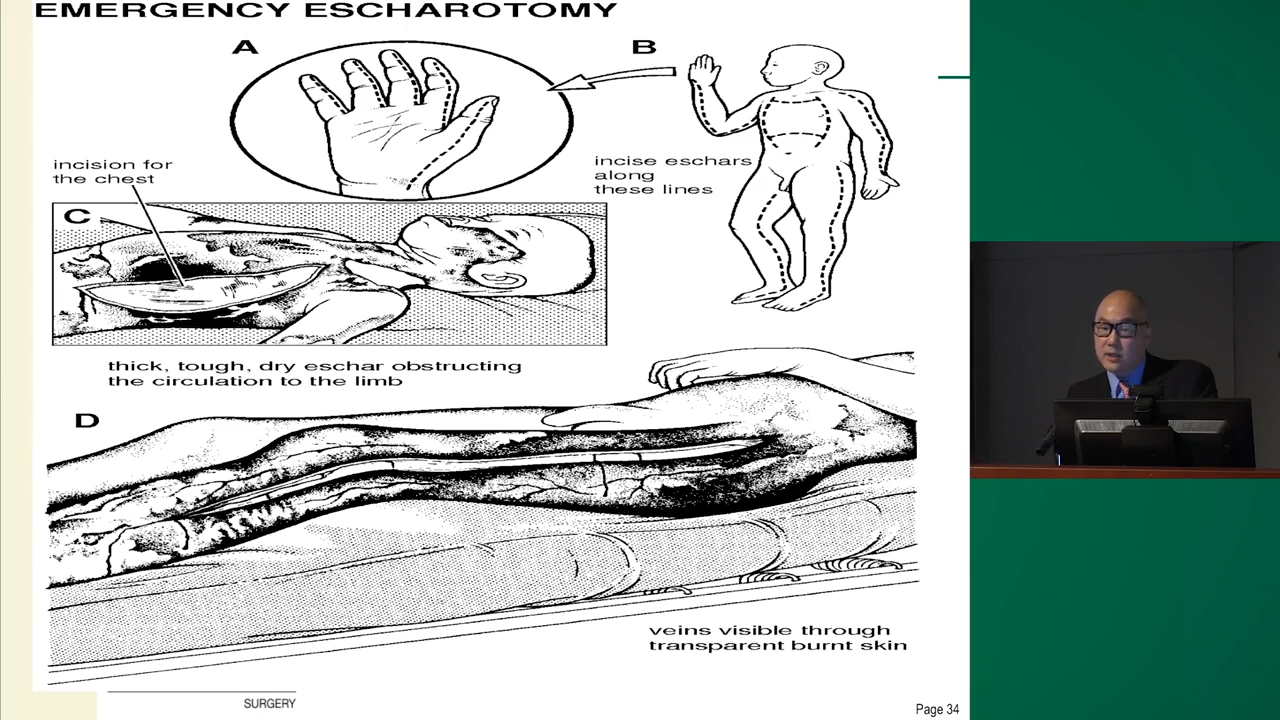 EMERGENCY ESCHAROTOMY
A
B
incision for
the chest
incise eschars
along
these lines
C
thick, tough, dry eschar obstructing
the circulation to the limb
D
veins visible through
transparent burnt skin
SURGERY
Page 34